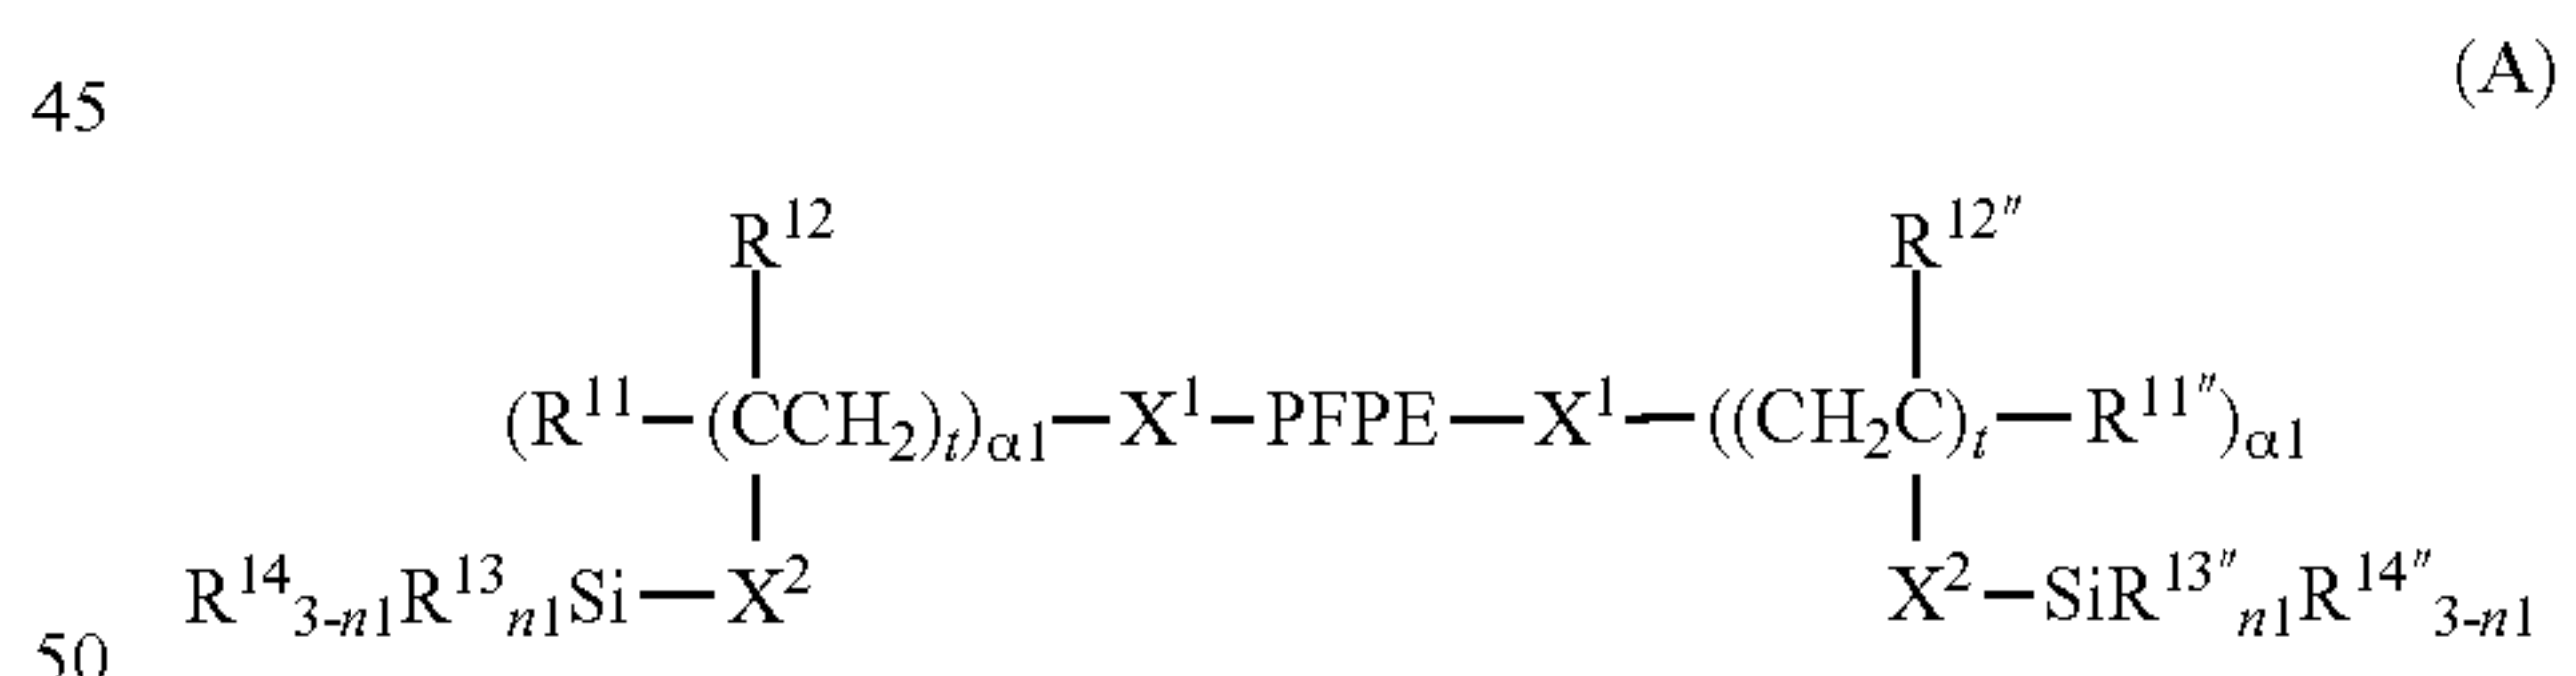 45 (A)
R¹² R¹²″
(R¹¹—(CCH₂)ₜ)α1—X¹—PFPE—X¹—((CH₂C)ₜ—R¹¹″)α1
R¹⁴₃₋ₙ₁R¹³ₙ₁Si—X² X²—SiR¹³″ₙ₁R¹⁴″₃₋ₙ₁
50